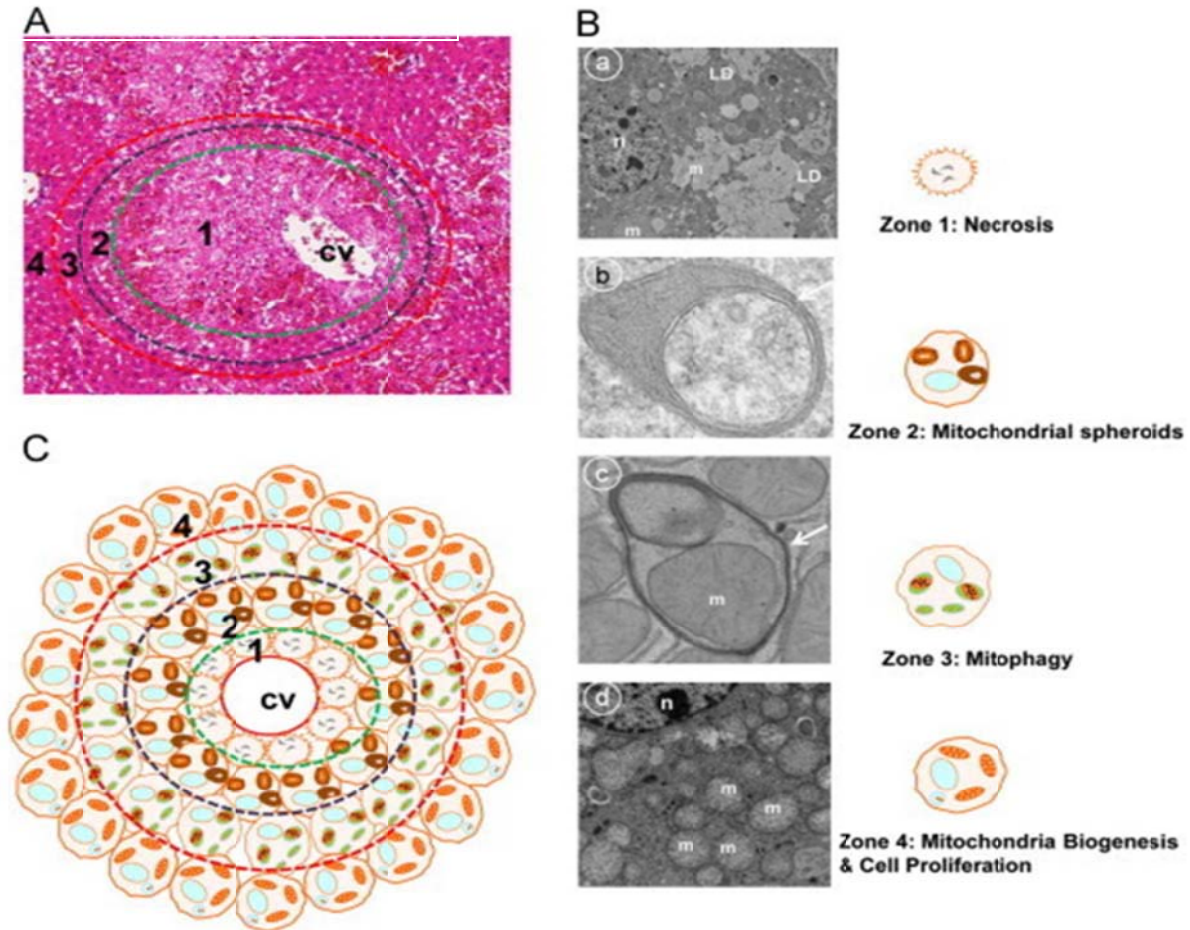 A
1
2
3
4
cv
B
a
LD
n
m
LD
m
Zone 1: Necrosis
b
Zone 2: Mitochondrial spheroids
c
m
Zone 3: Mitophagy
d
n
m
m
m
m
Zone 4: Mitochondria Biogenesis
& Cell Proliferation
C
4
3
2
1
cv